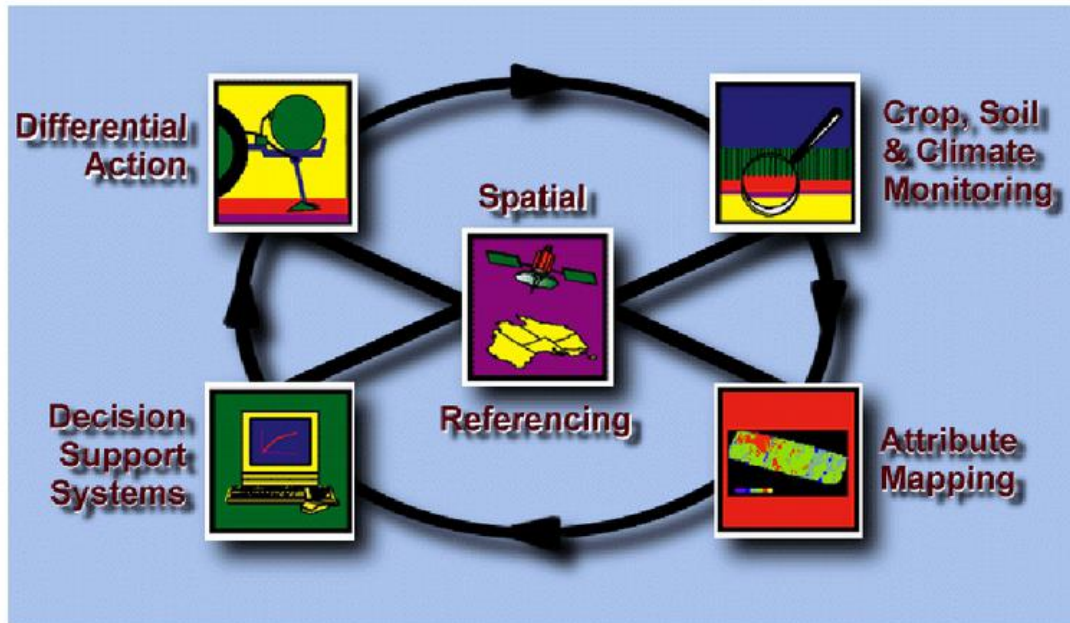 Differential
Action
Crop, Soil
& Climate
Monitoring
Spatial
Referencing
Decision
Support
Systems
Attribute
Mapping